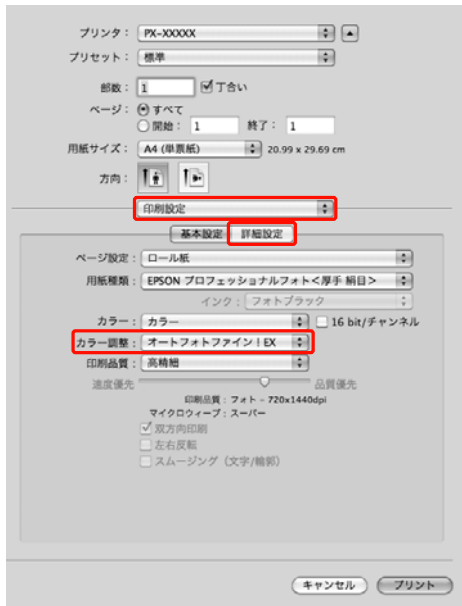 プリンタ： PX-XXXXX
プリセット： 標準
部数： 1 丁合い
ページ： すべて
開始： 1 終了： 1
用紙サイズ： A4 (単票紙) 20.99 x 29.69 cm
方向：
印刷設定
基本設定 詳細設定
ページ設定： ロール紙
用紙種類： EPSON プロフェッショナルフォト＜厚手 絹目＞
インク： フォトブラック
カラー： カラー 16 bit/チャンネル
カラー調整： オートフォトファイン！EX
印刷品質： 高精細
速度優先 品質優先
印刷品質：フォト - 720x1440dpi
マイクロウィーブ：スーパー
双方向印刷
左右反転
スムージング（文字/輪郭）
キャンセル プリント